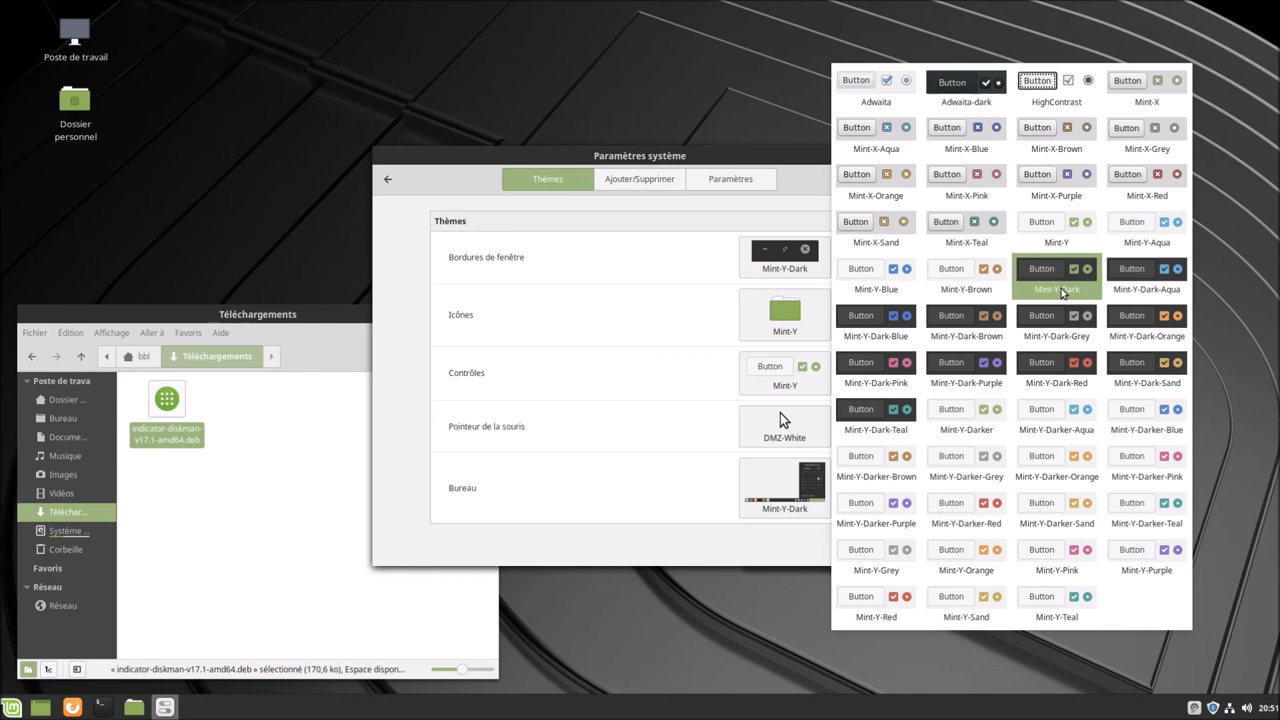 Poste de travail
Dossier
personnel
Paramètres système
Thèmes
Ajouter/Supprimer
Paramètres
Thèmes
Bordures de fenêtre
Mint-Y-Dark
Icônes
Mint-Y
Contrôles
Button
Mint-Y
Pointeur de la souris
DMZ-White
Bureau
Mint-Y-Dark
Téléchargements
Fichier Édition Affichage Aller à Favoris Aide
bbl Téléchargements
Poste de trava
Dossier ...
Bureau
Docume...
Musique
Images
Vidéos
Téléchar...
Système ...
Corbeille
Favoris
Réseau
Réseau
indicator-diskman-
v17.1-amd64.deb
« indicator-diskman-v17.1-amd64.deb » sélectionné (170,6 ko), Espace dispon...
Button Button Button Button
Adwaita Adwaita-dark HighContrast Mint-X
Button Button Button Button
Mint-X-Aqua Mint-X-Blue Mint-X-Brown Mint-X-Grey
Button Button Button Button
Mint-X-Orange Mint-X-Pink Mint-X-Purple Mint-X-Red
Button Button Button Button
Mint-X-Sand Mint-X-Teal Mint-Y Mint-Y-Aqua
Button Button Button Button
Mint-Y-Blue Mint-Y-Brown Mint-Y-Dark Mint-Y-Dark-Aqua
Button Button Button Button
Mint-Y-Dark-Blue Mint-Y-Dark-Brown Mint-Y-Dark-Grey Mint-Y-Dark-Orange
Button Button Button Button
Mint-Y-Dark-Pink Mint-Y-Dark-Purple Mint-Y-Dark-Red Mint-Y-Dark-Sand
Button Button Button Button
Mint-Y-Dark-Teal Mint-Y-Darker Mint-Y-Darker-Aqua Mint-Y-Darker-Blue
Button Button Button Button
Mint-Y-Darker-Brown Mint-Y-Darker-Grey Mint-Y-Darker-Orange Mint-Y-Darker-Pink
Button Button Button Button
Mint-Y-Darker-Purple Mint-Y-Darker-Red Mint-Y-Darker-Sand Mint-Y-Darker-Teal
Button Button Button Button
Mint-Y-Grey Mint-Y-Orange Mint-Y-Pink Mint-Y-Purple
Button Button Button
Mint-Y-Red Mint-Y-Sand Mint-Y-Teal
20:51